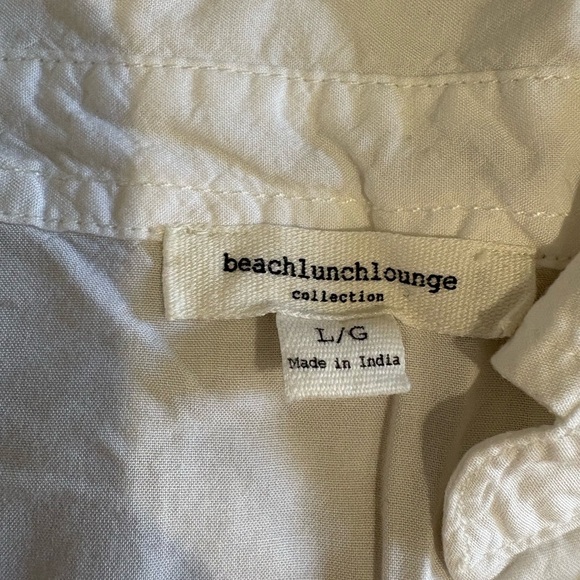 beachlunchlounge
collection
L/G
Made in India